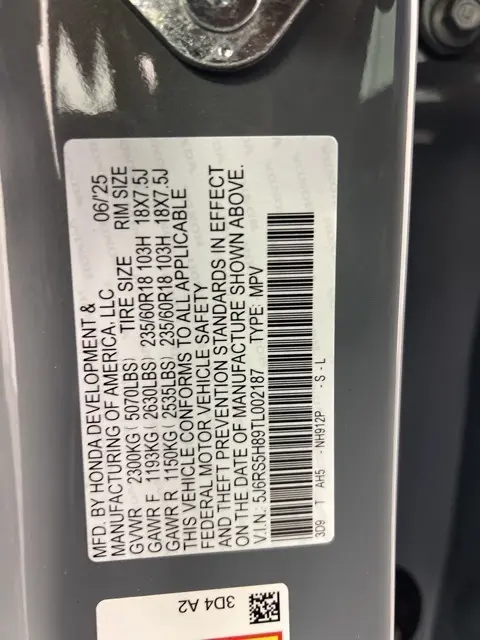 MFD. BY HONDA DEVELOPMENT &
MANUFACTURING OF AMERICA, LLC. 06/'25
GVWR 2300KG( 5070LBS) TIRE SIZE RIM SIZE
GAWR F 1193KG( 2630LBS) 235/60R18 103H 18X7.5J
GAWR R 1150KG( 2535LBS) 235/60R18 103H 18X7.5J
THIS VEHICLE CONFORMS TO ALL APPLICABLE
FEDERAL MOTOR VEHICLE SAFETY
AND THEFT PREVENTION STANDARDS IN EFFECT
ON THE DATE OF MANUFACTURE SHOWN ABOVE.
V.I.N: 5J6RS5H89TL002187 TYPE: MPV
3D9 T AH5 - NH912P - S - L
3D4 A2